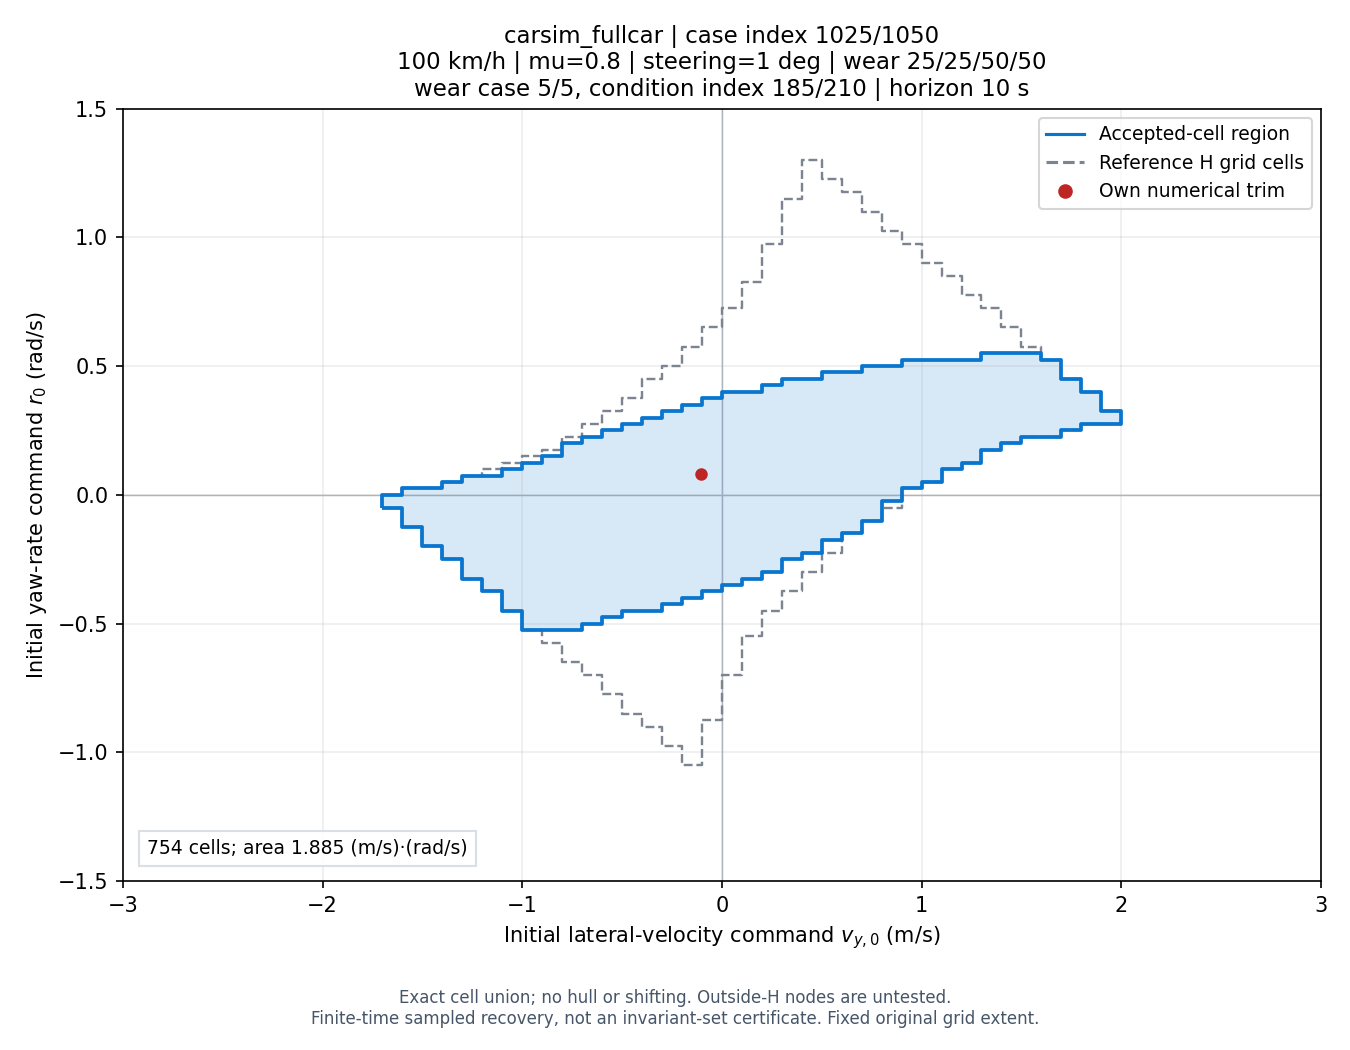 carsim_fullcar | case index 1025/1050
100 km/h | mu=0.8 | steering=1 deg | wear 25/25/50/50
wear case 5/5, condition index 185/210 | horizon 10 s
1.5
1.0
0.5
0.0
−0.5
−1.0
−1.5
Initial yaw-rate command r₀ (rad/s)
Accepted-cell region
Reference H grid cells
Own numerical trim
754 cells; area 1.885 (m/s)·(rad/s)
−3
−2
−1
0
1
2
3
Initial lateral-velocity command v_{y,0} (m/s)
Exact cell union; no hull or shifting. Outside-H nodes are untested.
Finite-time sampled recovery, not an invariant-set certificate. Fixed original grid extent.